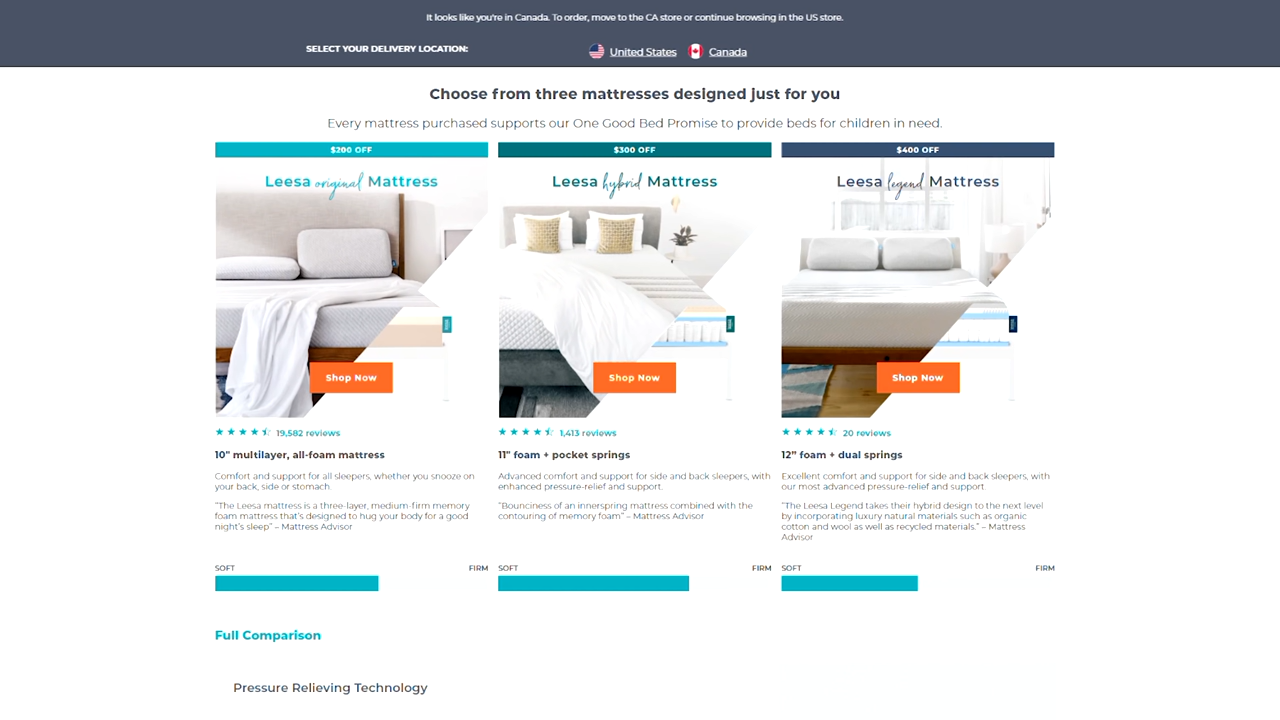 It looks like you're in Canada. To order, move to the CA store or continue browsing in the US store.
SELECT YOUR DELIVERY LOCATION:
United States
Canada
Choose from three mattresses designed just for you
Every mattress purchased supports our One Good Bed Promise to provide beds for children in need.
$200 OFF
Leesa original Mattress
Shop Now
19,582 reviews
10" multilayer, all-foam mattress
Comfort and support for all sleepers, whether you snooze on
your back, side or stomach.
"The Leesa mattress is a three-layer, medium-firm memory
foam mattress that's designed to hug your body for a good
night's sleep" – Mattress Advisor
SOFT
FIRM
$300 OFF
Leesa hybrid Mattress
Shop Now
1,413 reviews
11" foam + pocket springs
Advanced comfort and support for side and back sleepers, with
enhanced pressure-relief and support.
"Bounciness of an innerspring mattress combined with the
contouring of memory foam" – Mattress Advisor
SOFT
FIRM
$400 OFF
Leesa legend Mattress
Shop Now
20 reviews
12” foam + dual springs
Excellent comfort and support for side and back sleepers, with
our most advanced pressure-relief and support
"The Leesa Legend takes their hybrid design to the next level
by incorporating luxury natural materials such as organic
cotton and wool as well as recycled materials." – Mattress
Advisor
SOFT
FIRM
Full Comparison
Pressure Relieving Technology